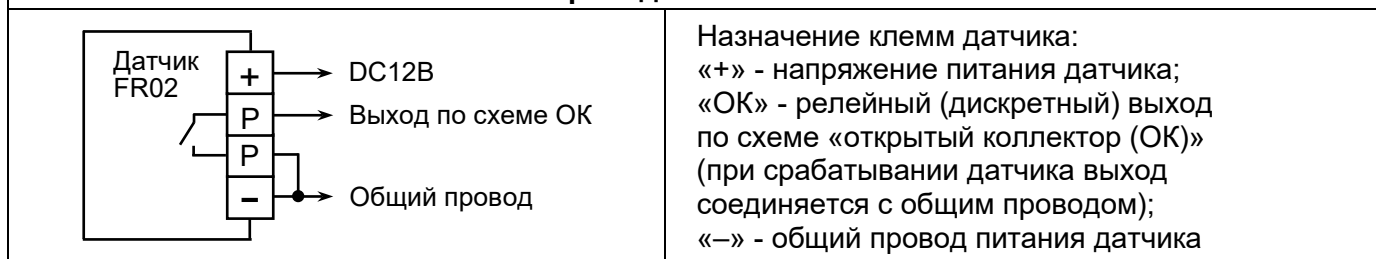 Датчик
FR02
+
DC12В
Р
Выход по схеме ОК
Р
–
Общий провод
Назначение клемм датчика:
«+» - напряжение питания датчика;
«ОК» - релейный (дискретный) выход
по схеме «открытый коллектор (ОК)»
(при срабатывании датчика выход
соединяется с общим проводом);
«–» - общий провод питания датчика